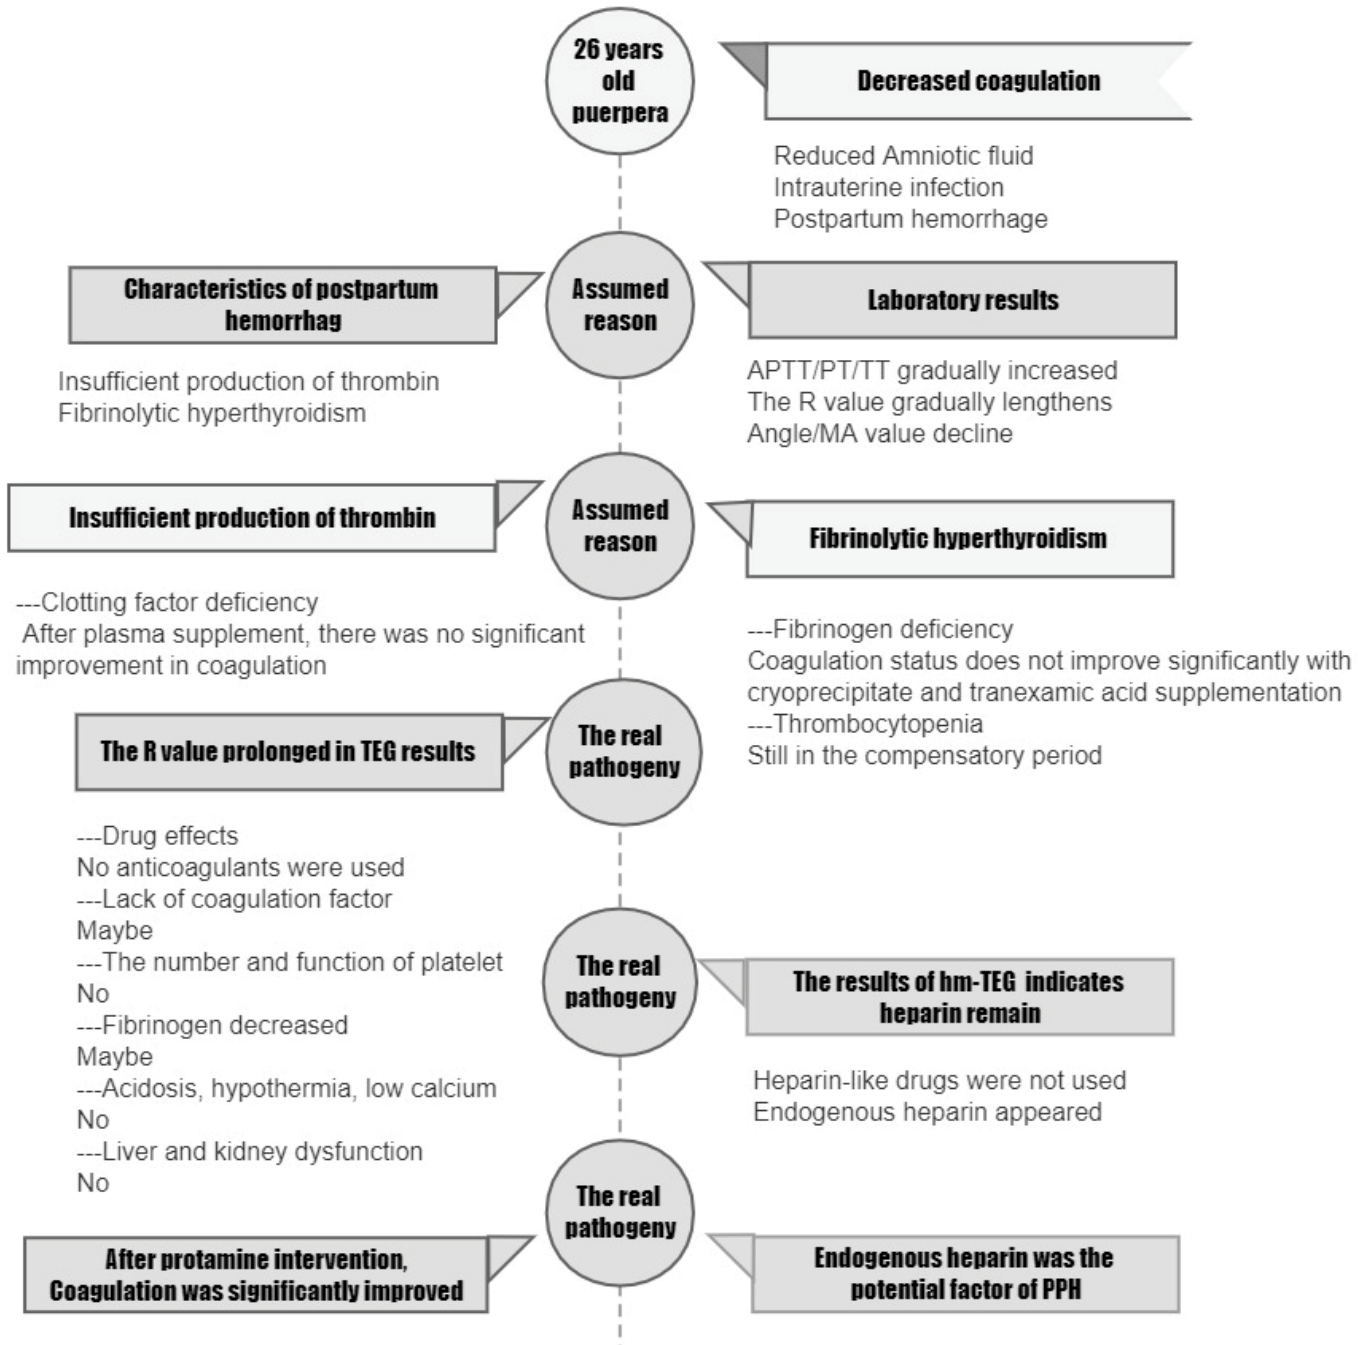 26 years
old
puerpera
Decreased coagulation
Reduced Amniotic fluid
Intrauterine infection
Postpartum hemorrhage
Characteristics of postpartum
hemorrhag
Insufficient production of thrombin
Fibrinolytic hyperthyroidism
Assumed
reason
Laboratory results
APTT/PT/TT gradually increased
The R value gradually lengthens
Angle/MA value decline
Insufficient production of thrombin
---Clotting factor deficiency
After plasma supplement, there was no significant
improvement in coagulation
Assumed
reason
Fibrinolytic hyperthyroidism
---Fibrinogen deficiency
Coagulation status does not improve significantly with
cryoprecipitate and tranexamic acid supplementation
---Thrombocytopenia
Still in the compensatory period
The R value prolonged in TEG results
The real
pathogeny
---Drug effects
No anticoagulants were used
---Lack of coagulation factor
Maybe
---The number and function of platelet
No
---Fibrinogen decreased
Maybe
---Acidosis, hypothermia, low calcium
No
---Liver and kidney dysfunction
No
The real
pathogeny
The results of hm-TEG indicates
heparin remain
Heparin-like drugs were not used
Endogenous heparin appeared
The real
pathogeny
After protamine intervention,
Coagulation was significantly improved
Endogenous heparin was the
potential factor of PPH